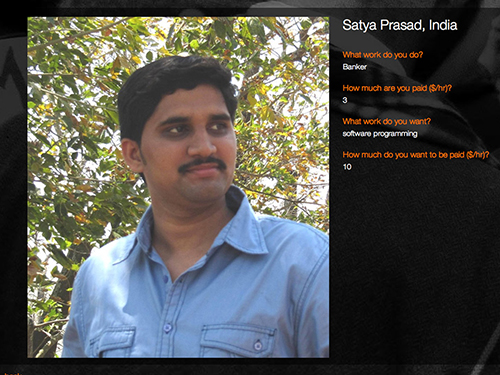 Satya Prasad, India
What work do you do?
Banker
How much are you paid ($/hr)?
3
What work do you want?
software programming
How much do you want to be paid ($/hr)?
10